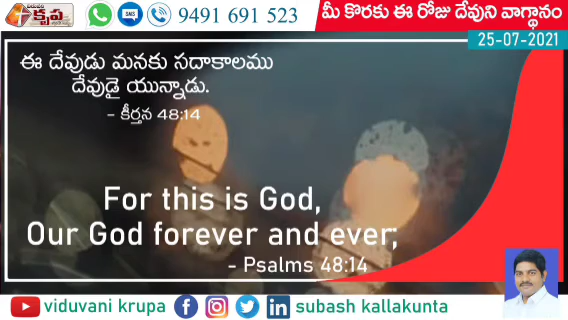 కృప
SMS
9491 691 523
మీ కొరకు ఈ రోజు దేవుని వాగ్థానం
25-07-2021
ఈ దేవుడు మనకు సదాకాలము
దేవుడై యున్నాడు.
- కీర్తన 48:14
For this is God,
Our God forever and ever;
- Psalms 48:14
viduvani krupa
subash kallakunta